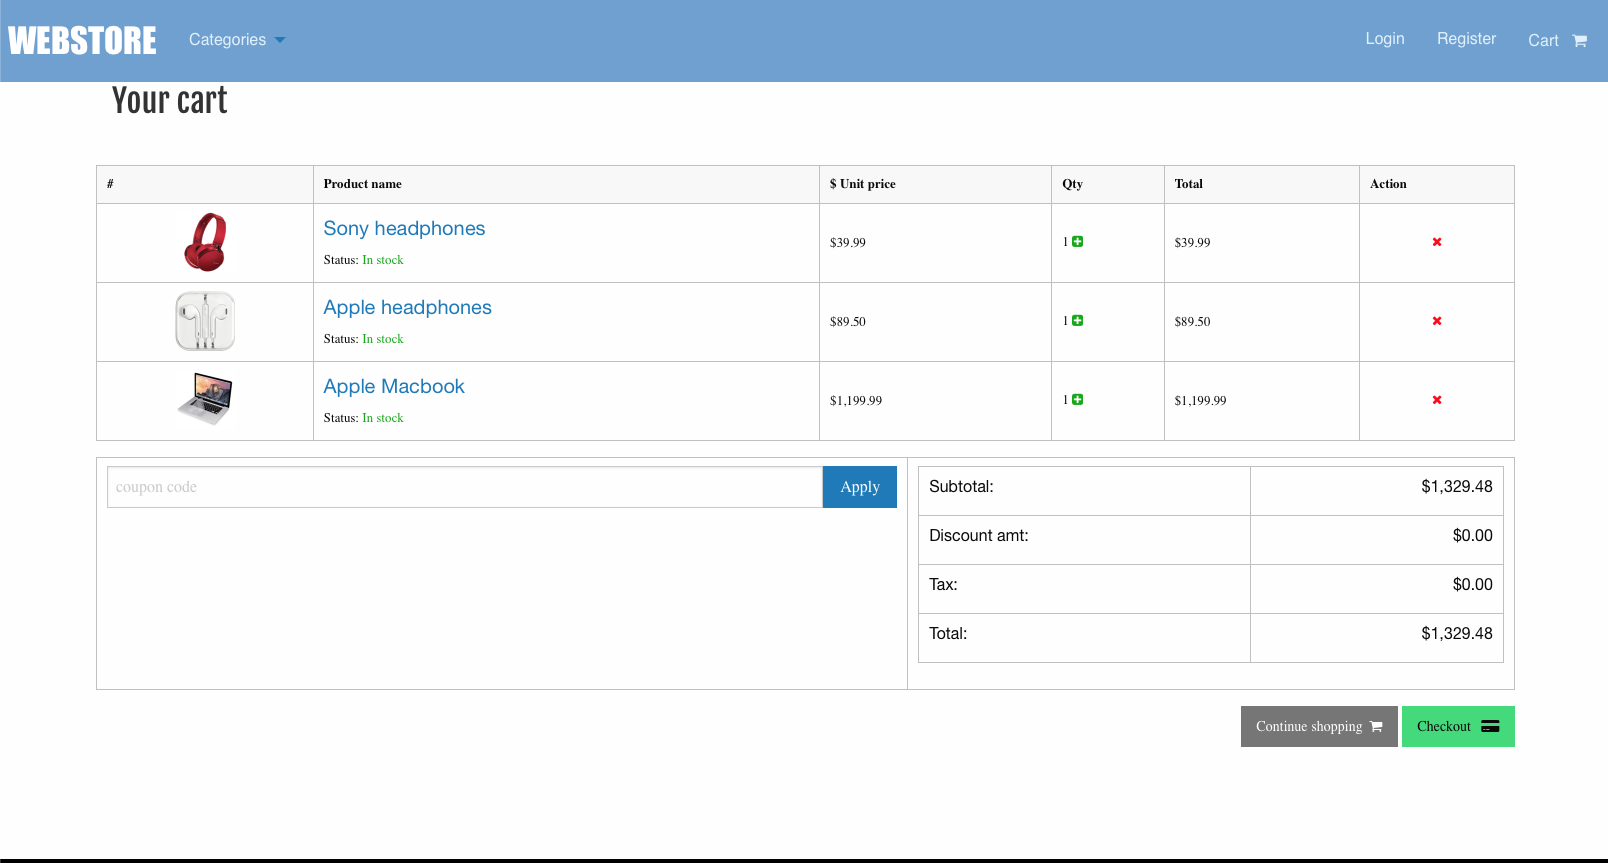 WEBSTORE Categories Login Register Cart
Your cart
# Product name $ Unit price Qty Total Action
Sony headphones
Status: In stock
$39.99 1 $39.99
Apple headphones
Status: In stock
$89.50 1 $89.50
Apple Macbook
Status: In stock
$1,199.99 1 $1,199.99
coupon code Apply
Subtotal: $1,329.48
Discount amt: $0.00
Tax: $0.00
Total: $1,329.48
Continue shopping Checkout